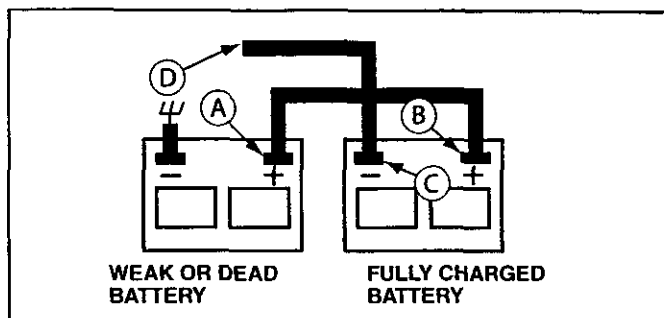 D
A
B
− + − +
C
WEAK OR DEAD
BATTERY
FULLY CHARGED
BATTERY